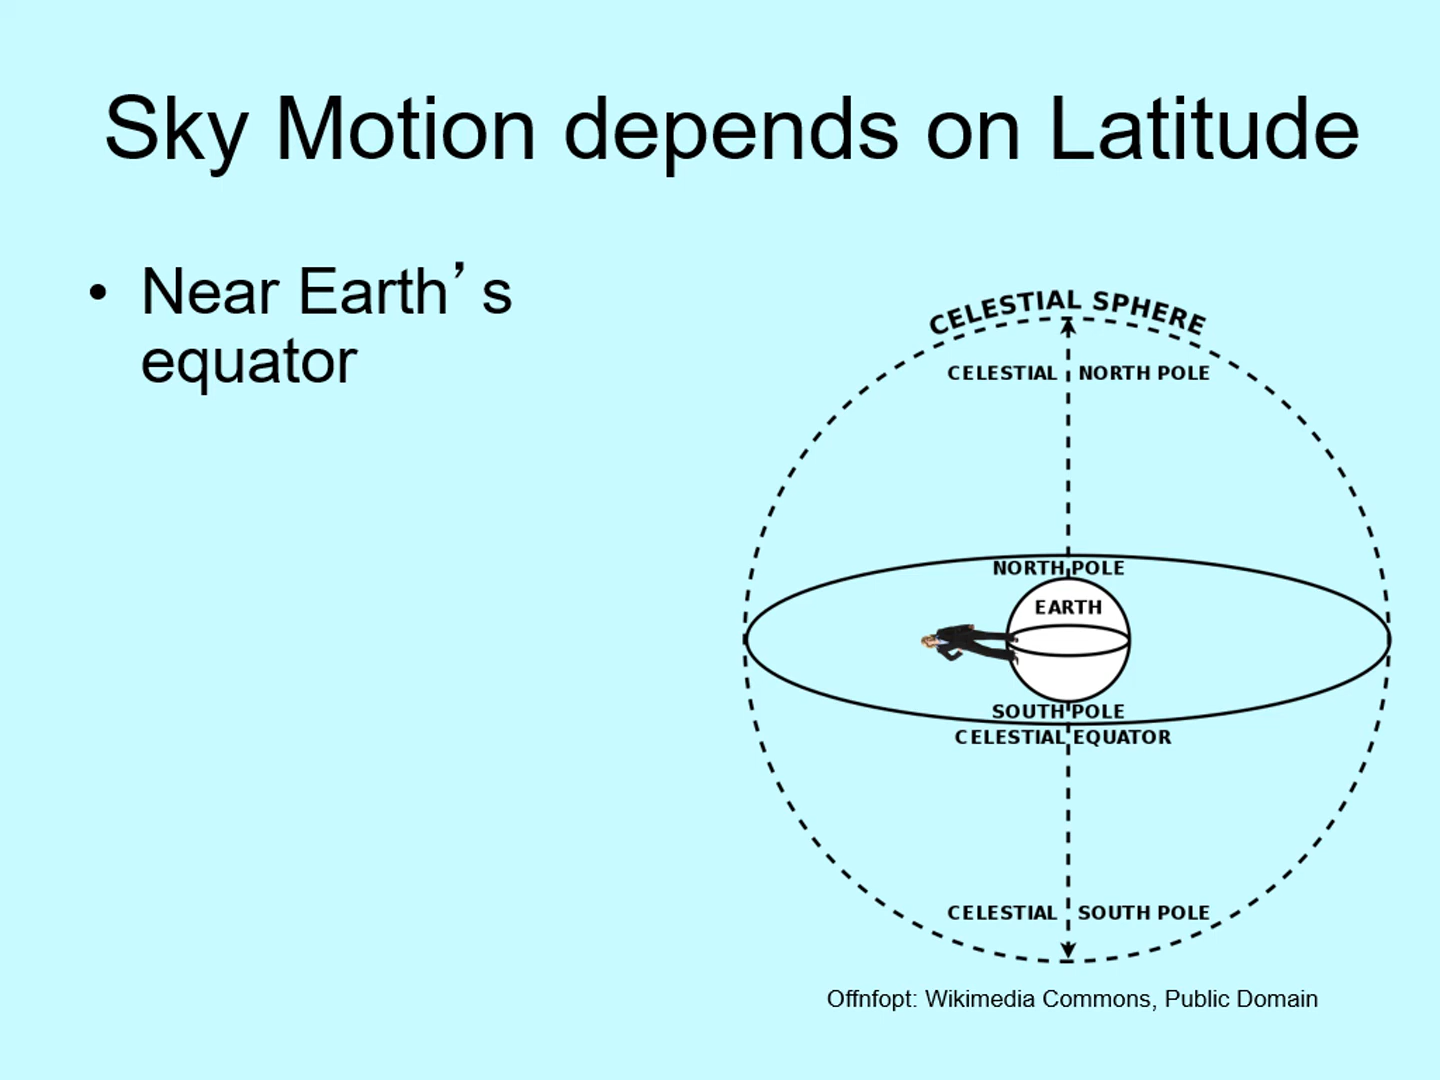 Sky Motion depends on Latitude
• Near Earth’s
equator
CELESTIAL SPHERE
CELESTIAL NORTH POLE
NORTH POLE
EARTH
SOUTH POLE
CELESTIAL EQUATOR
CELESTIAL SOUTH POLE
Offnfopt: Wikimedia Commons, Public Domain